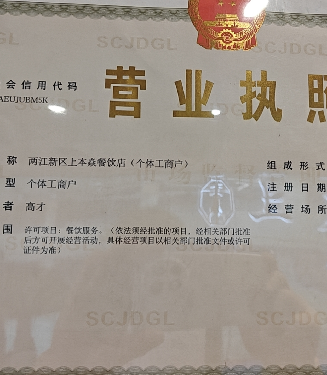 SCJDGL
SCJDGL
会信用代码
AEUJUBM5K
营业执照
称 两江新区上本焱餐饮店（个体工商户）
组成形式
型 个体工商户
注册日期
者 高才
经营场所
围 许可项目：餐饮服务。（依法须经批准的项目，经相关部门批准
后方可开展经营活动，具体经营项目以相关部门批准文件或许可
证件为准）
SCJDGL
SCJDGL